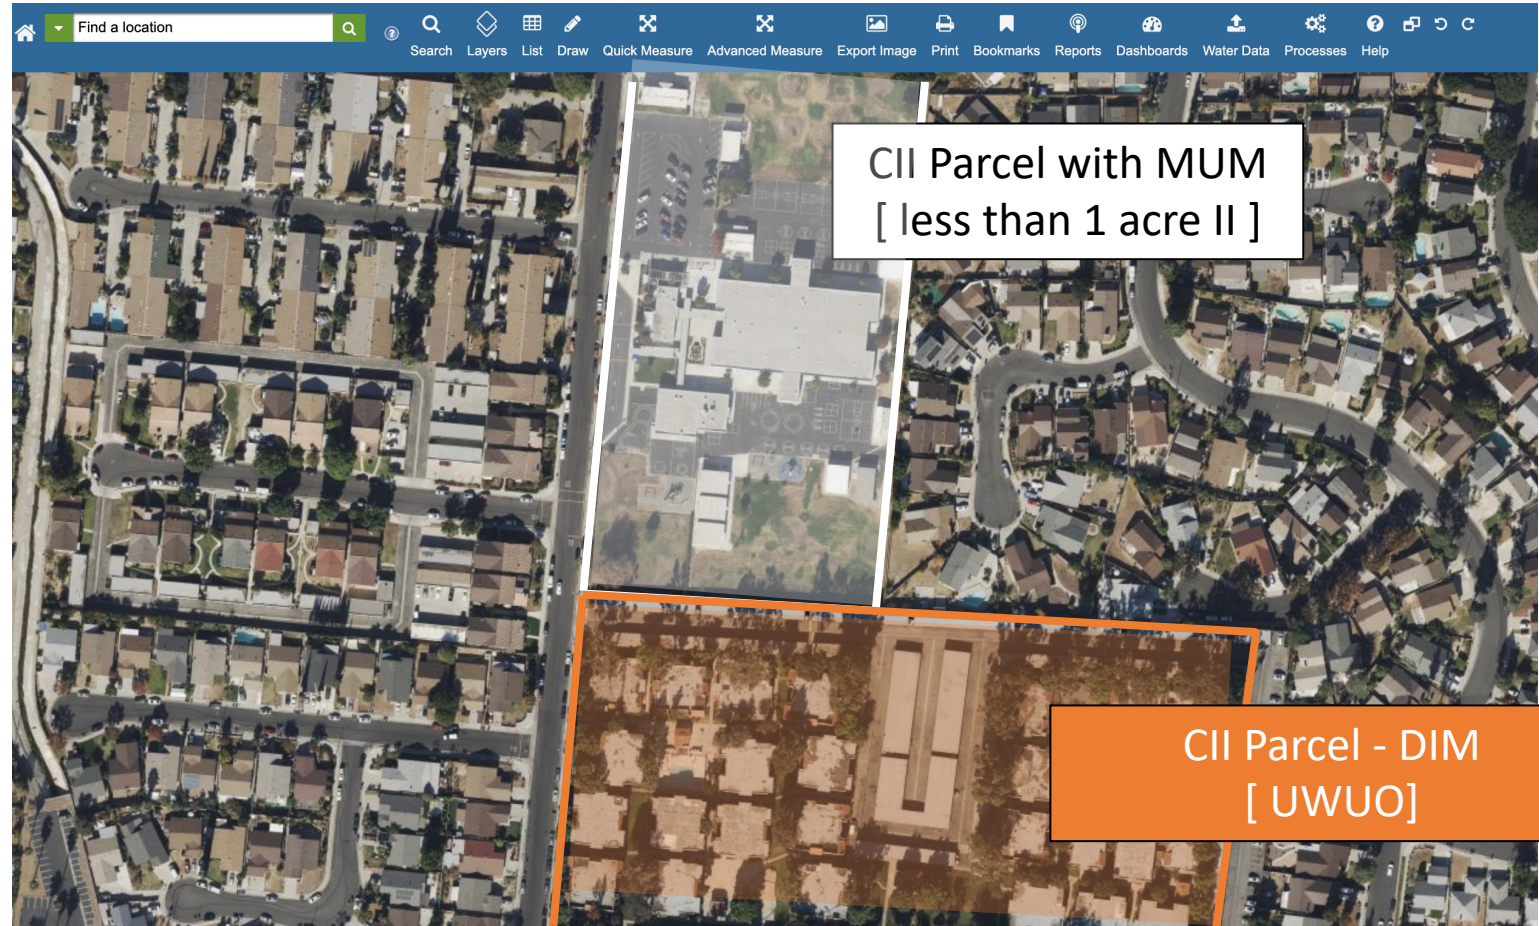 Find a location
Search
Layers
List
Draw
Quick Measure
Advanced Measure
Export Image
Print
Bookmarks
Reports
Dashboards
Water Data
Processes
Help
CII Parcel with MUM
[ less than 1 acre II ]
CII Parcel - DIM
[ UWUO]